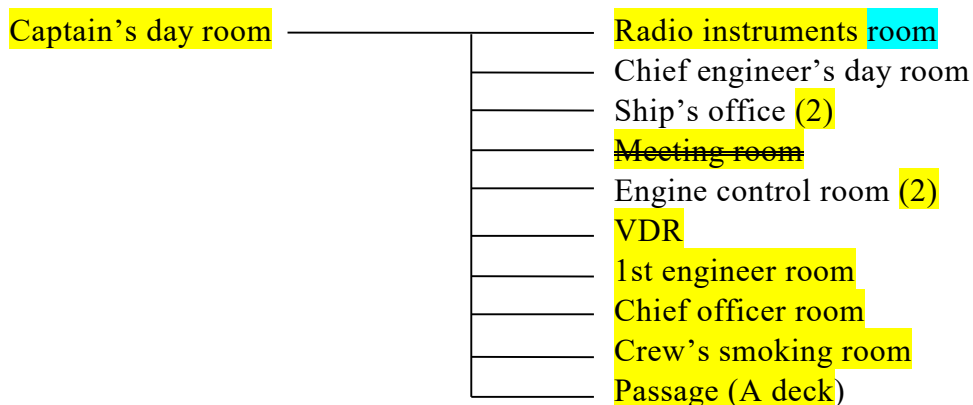 Captain’s day room
Radio instruments room
Chief engineer’s day room
Ship’s office (2)
Meeting room
Engine control room (2)
VDR
1st engineer room
Chief officer room
Crew’s smoking room
Passage (A deck)